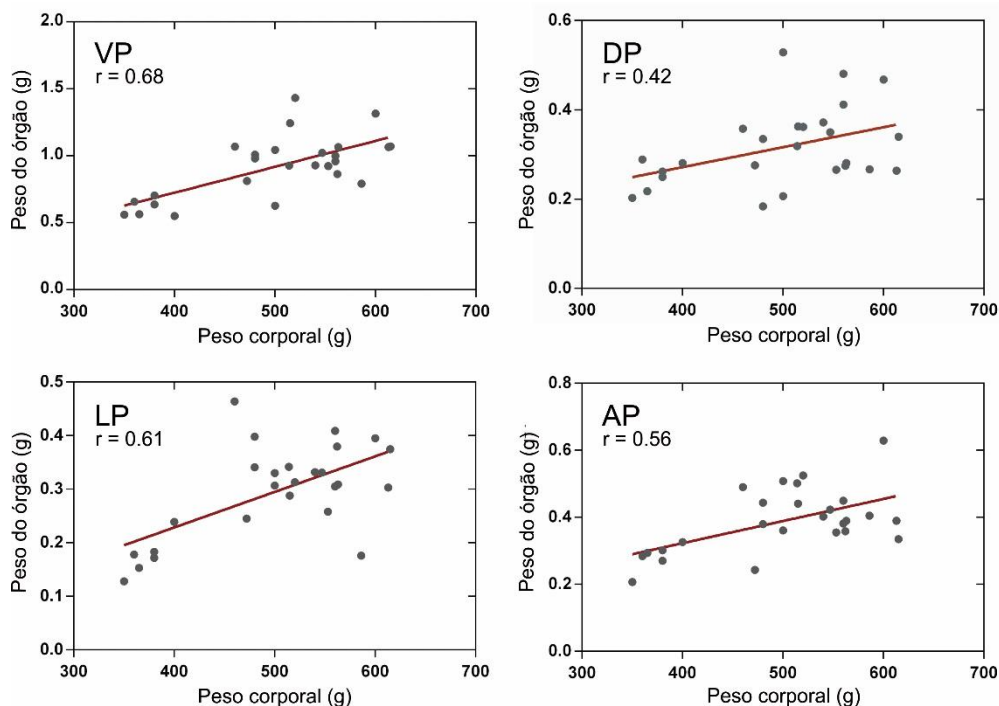 VP
r = 0.68
Peso do órgão (g)
2.0
1.5
1.0
0.5
0.0
300 400 500 600 700
Peso corporal (g)
DP
r = 0.42
Peso do órgão (g)
0.6
0.4
0.2
0.0
300 400 500 600 700
Peso corporal (g)
LP
r = 0.61
Peso do órgão (g)
0.5
0.4
0.3
0.2
0.1
0.0
300 400 500 600 700
Peso corporal (g)
AP
r = 0.56
Peso do órgão (g)
0.8
0.6
0.4
0.2
0.0
300 400 500 600 700
Peso corporal (g)